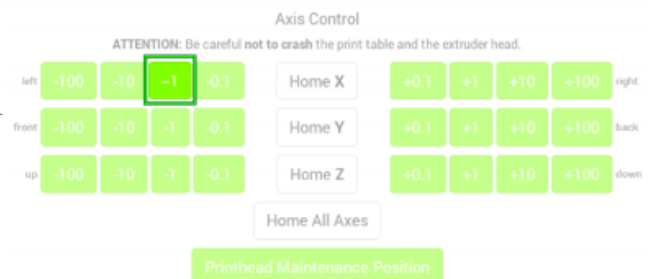 Axis Control
ATTENTION: Be careful not to crash the print table and the extruder head.
left -100 -10 -1 -0.1 Home X +0.1 +1 +10 +100 right
front -100 -10 -1 -0.1 Home Y +0.1 +1 +10 +100 back
up -100 -10 -1 -0.1 Home Z +0.1 +1 +10 +100 down
Home All Axes
Printhead Maintenance Position